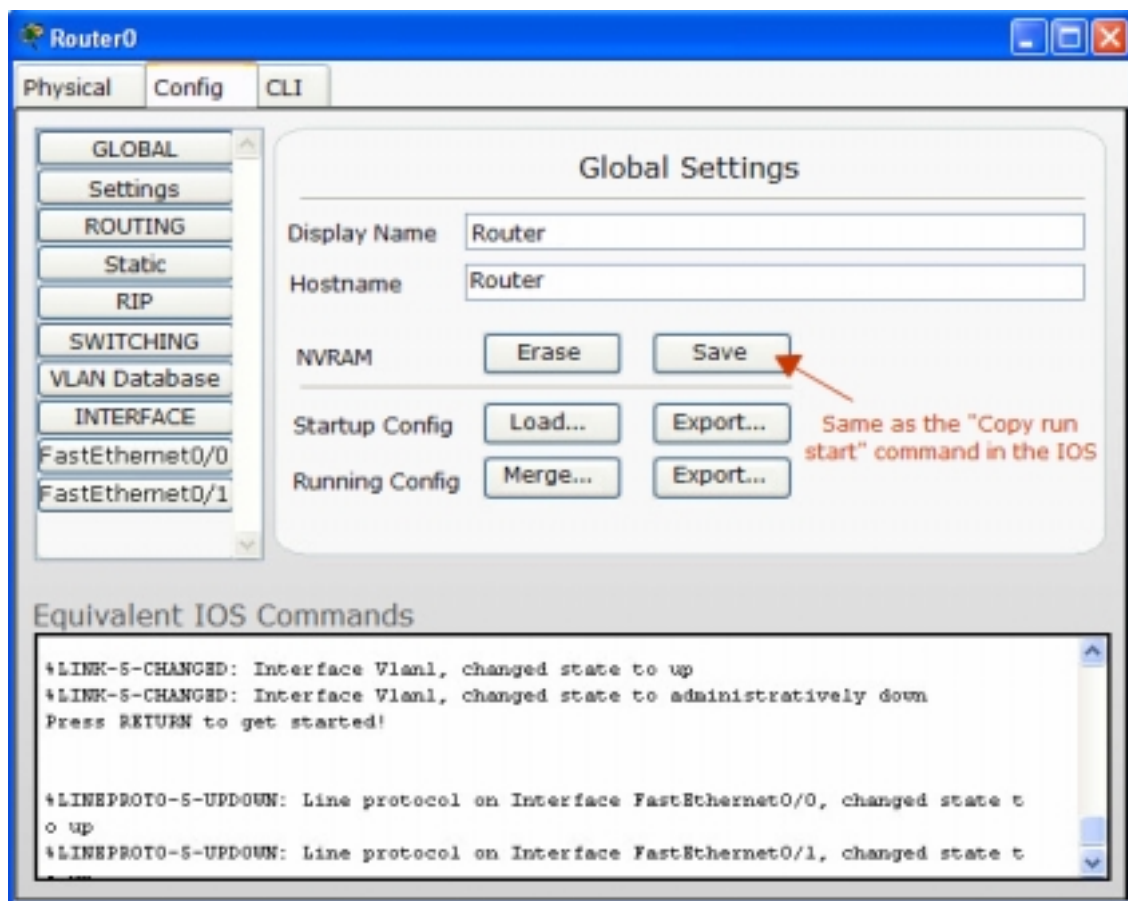 Router0
Physical Config CLI
GLOBAL
Settings
ROUTING
Static
RIP
SWITCHING
VLAN Database
INTERFACE
FastEthernet0/0
FastEthernet0/1
Global Settings
Display Name Router
Hostname Router
NVRAM Erase Save
Startup Config Load... Export...
Running Config Merge... Export...
Same as the "Copy run
start" command in the IOS
Equivalent IOS Commands
%LINK-5-CHANGED: Interface Vlan1, changed state to up
%LINK-5-CHANGED: Interface Vlan1, changed state to administratively down
Press RETURN to get started!
%LINEPROTO-5-UPDOWN: Line protocol on Interface FastEthernet0/0, changed state t
o up
%LINEPROTO-5-UPDOWN: Line protocol on Interface FastEthernet0/1, changed state t